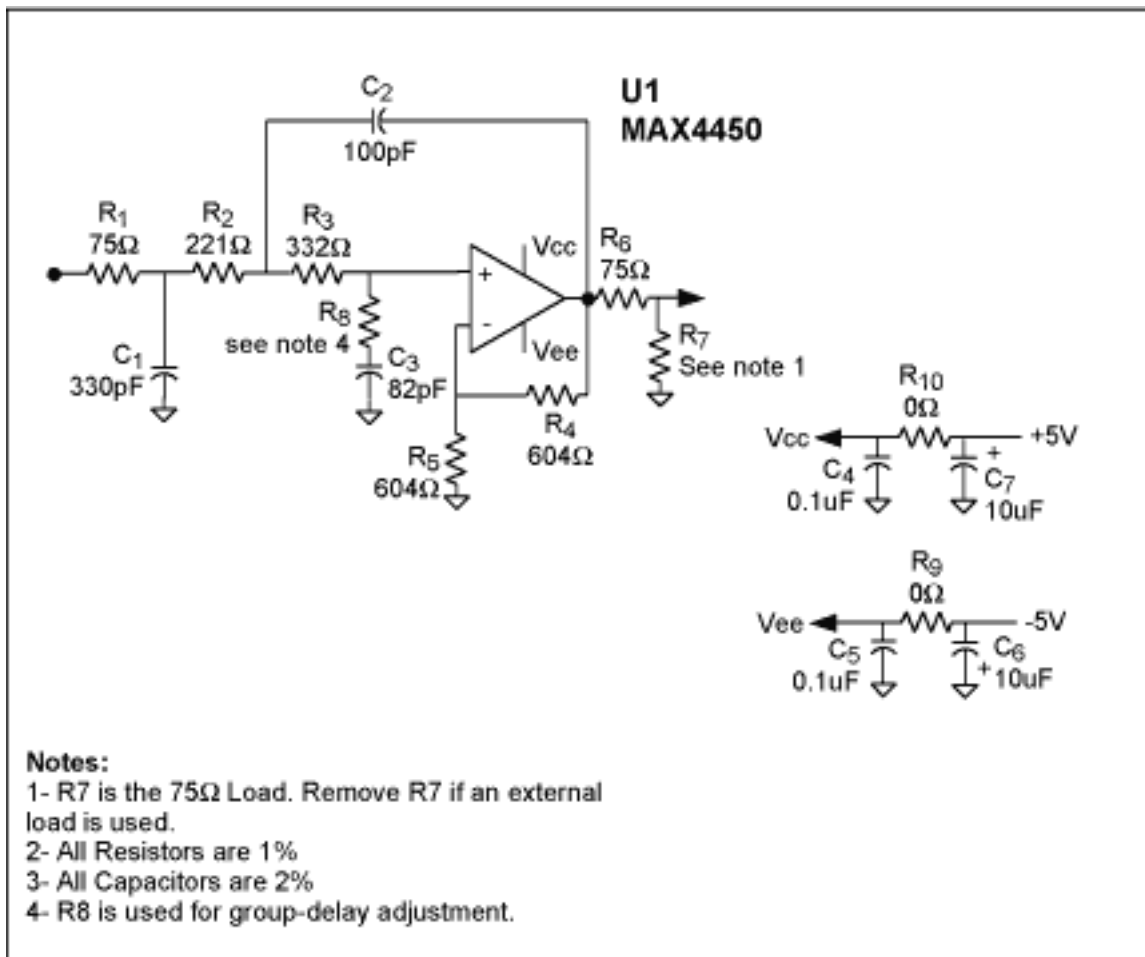 U1
MAX4450
C2
100pF
R1
75Ω
R2
221Ω
R3
332Ω
Vcc
R6
75Ω
+
-
R8
see note 4
Vee
R7
See note 1
C1
330pF
C3
82pF
R4
604Ω
R5
604Ω
R10
0Ω
Vcc
+5V
C4
0.1uF
+
C7
10uF
R9
0Ω
Vee
-5V
C5
0.1uF
C6
+10uF
Notes:
1- R7 is the 75Ω Load. Remove R7 if an external
load is used.
2- All Resistors are 1%
3- All Capacitors are 2%
4- R8 is used for group-delay adjustment.